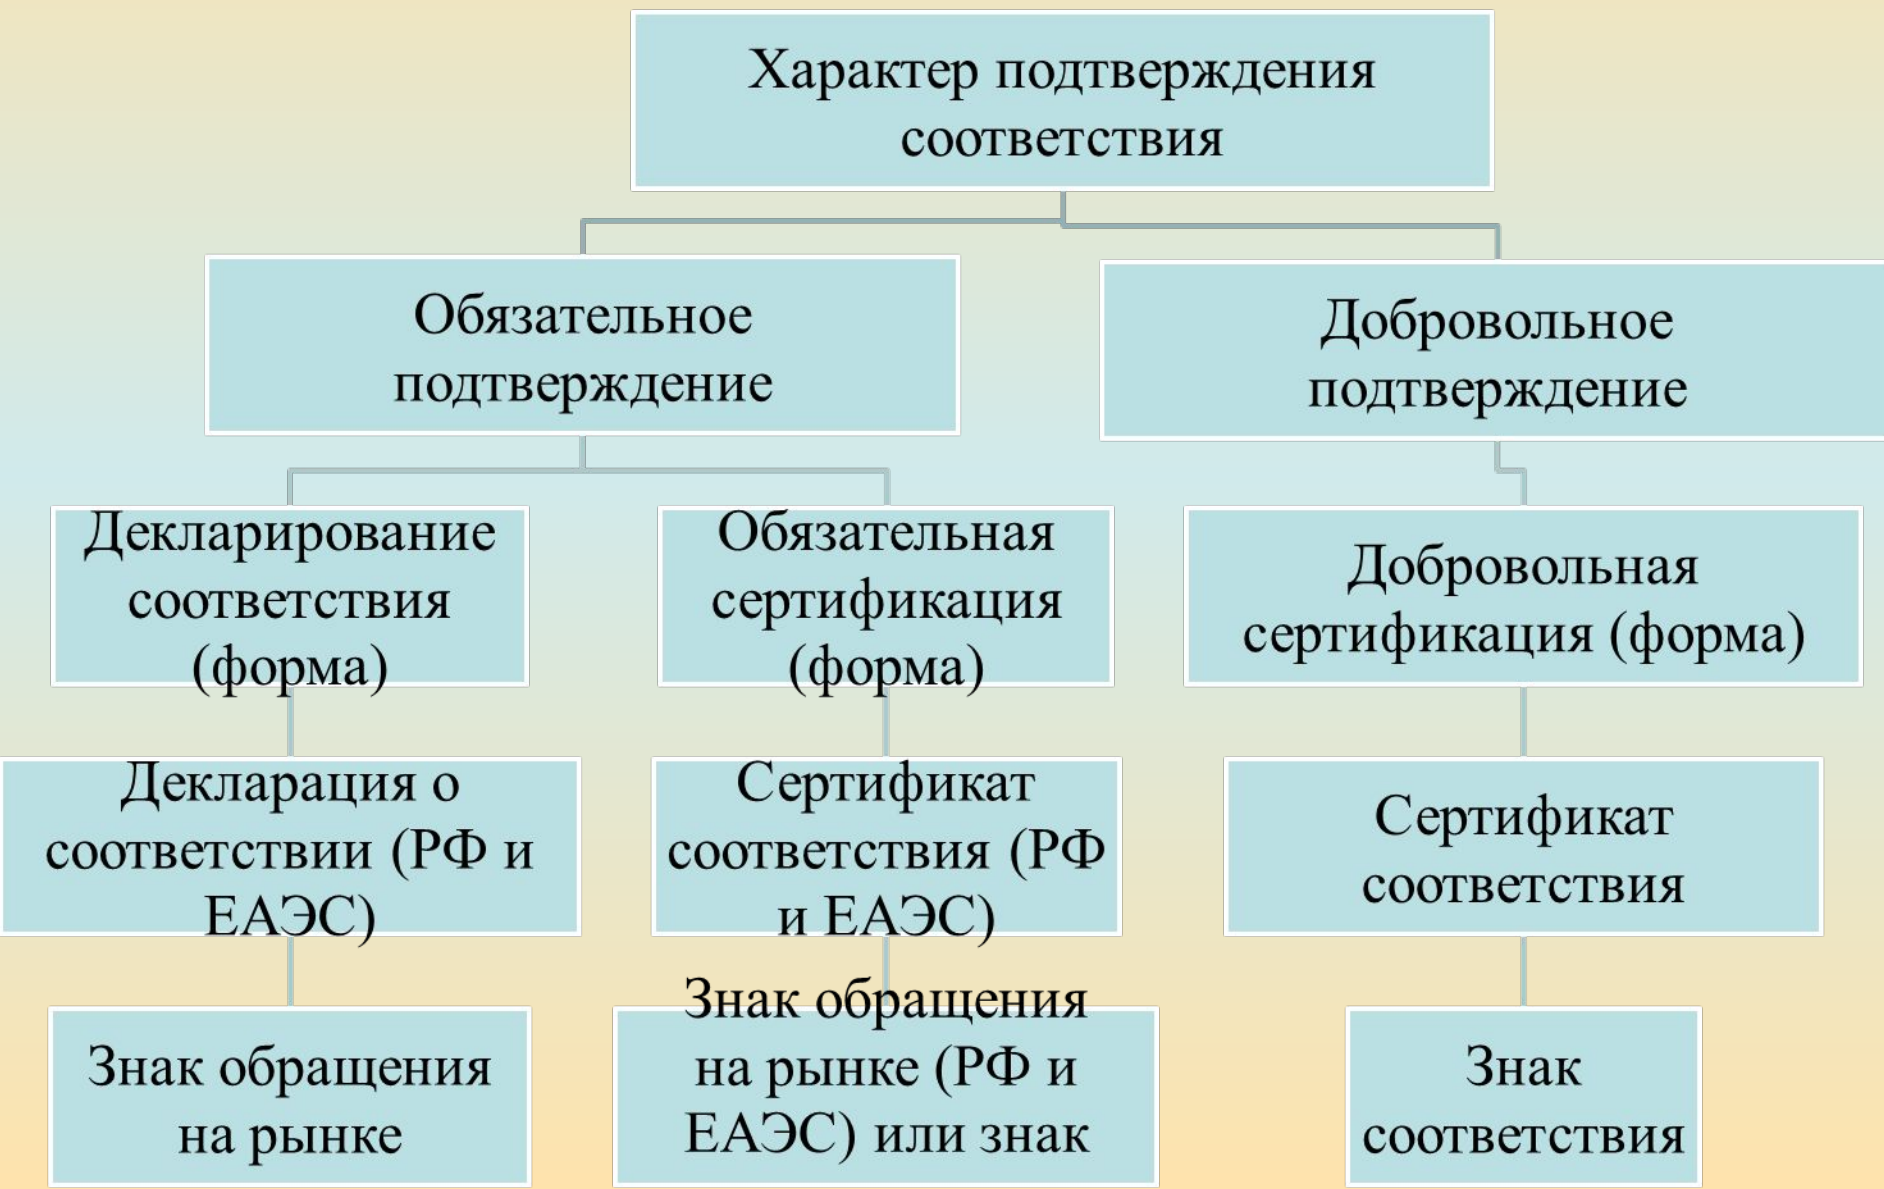 Характер подтверждения
соответствия
Обязательное
подтверждение
Добровольное
подтверждение
Декларирование
соответствия
(форма)
Обязательная
сертификация
(форма)
Добровольная
сертификация (форма)
Декларация о
соответствии (РФ и
ЕАЭС)
Сертификат
соответствия (РФ
и ЕАЭС)
Сертификат
соответствия
Знак обращения
на рынке
Знак обращения
на рынке (РФ и
ЕАЭС) или знак
Знак
соответствия